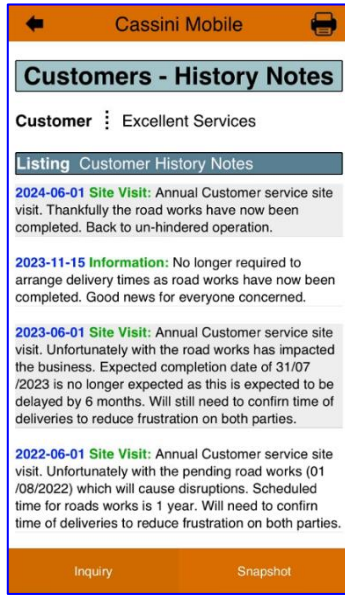 Cassini Mobile
Customers - History Notes
Customer ⋮ Excellent Services
Listing Customer History Notes
2024-06-01 Site Visit: Annual Customer service site
visit. Thankfully the road works have now been
completed. Back to un-hindered operation.
2023-11-15 Information: No longer required to
arrange delivery times as road works have now been
completed. Good news for everyone concerned.
2023-06-01 Site Visit: Annual Customer service site
visit. Unfortunately with the road works has impacted
the business. Expected completion date of 31/07
/2023 is no longer expected as this is expected to be
delayed by 6 months. Will still need to confirn time of
deliveries to reduce frustration on both parties.
2022-06-01 Site Visit: Annual Customer service site
visit. Unfortunately with the pending road works (01
/08/2022) which will cause disruptions. Scheduled
time for roads works is 1 year. Will need to confirn
time of deliveries to reduce frustration on both parties.
Inquiry Snapshot